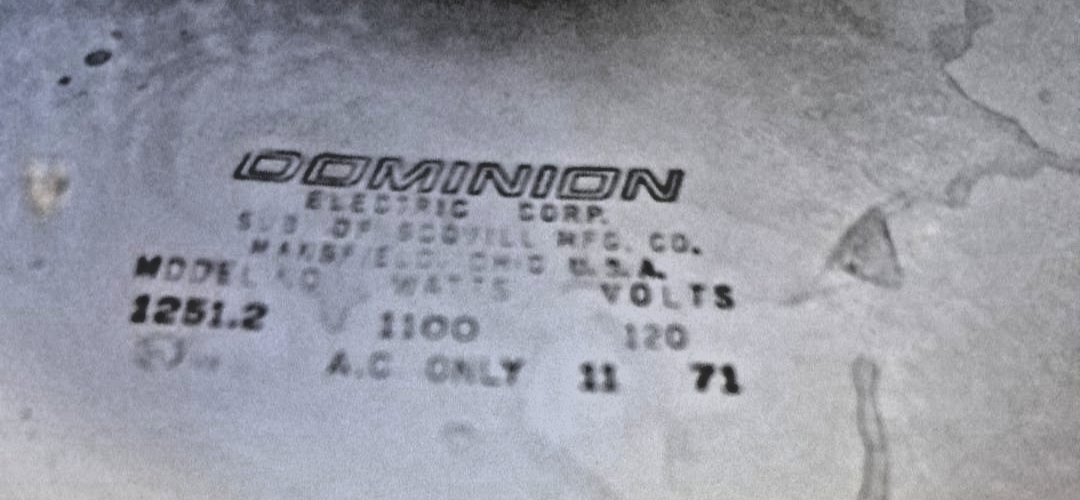 DOMINION
ELECTRIC CORP.
SUB OF SCOVILL MFG. CO.
MANSFIELD, OHIO U.S.A.
MODEL NO WATTS VOLTS
1251.2 1100 120
A.C ONLY 11 71